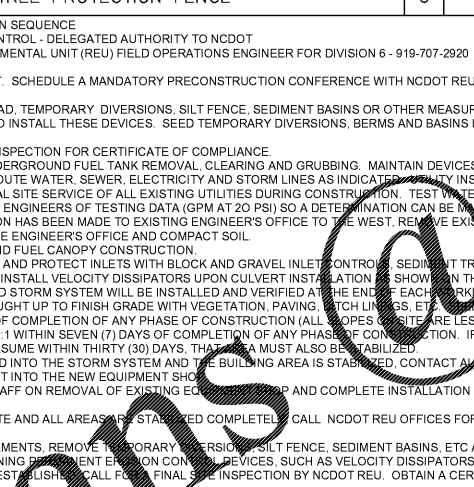 TREE PROTECTION FENCE
N SEQUENCE
NTROL - DELEGATED AUTHORITY TO NCDOT
MENTAL UNIT (REU) FIELD OPERATIONS ENGINEER FOR DIVISION 6 - 919-707-2920
T. SCHEDULE A MANDATORY PRECONSTRUCTION CONFERENCE WITH NCDOT REU
AD, TEMPORARY DIVERSIONS, SILT FENCE, SEDIMENT BASINS OR OTHER MEASUR
D INSTALL THESE DEVICES. SEED TEMPORARY DIVERSIONS, BERMS AND BASINS
NSPECTION FOR CERTIFICATE OF COMPLIANCE.
DERGROUND FUEL TANK REMOVAL, CLEARING AND GRUBBING. MAINTAIN DEVICES
OUTE WATER, SEWER, ELECTRICITY AND STORM LINES AS INDICATED. UTILITY INS
AL SITE SERVICE OF ALL EXISTING UTILITIES DURING CONSTRUCTION. TEST WATE
ENGINEERS OF TESTING DATA (GPM AT 20 PSI) SO A DETERMINATION CAN BE M
ON HAS BEEN MADE TO EXISTING ENGINEER'S OFFICE TO THE WEST, REMOVE EXIS
E ENGINEER'S OFFICE AND COMPACT SOIL.
ND FUEL CANOPY CONSTRUCTION.
AND PROTECT INLETS WITH BLOCK AND GRAVEL INLET CONTROLS, SEDIMENT TR
INSTALL VELOCITY DISSIPATORS UPON CULVERT INSTALLATION AS SHOWN ON TH
D STORM SYSTEM WILL BE INSTALLED AND VERIFIED AT THE END OF EACH WORK
UGHT UP TO FINISH GRADE WITH VEGETATION, PAVING, DITCH LININGS, ET
OF COMPLETION OF ANY PHASE OF CONSTRUCTION (ALL SLOPES ON SITE ARE LES
:1 WITHIN SEVEN (7) DAYS OF COMPLETION OF ANY PHASE OF CONSTRUCTION. IF
SUME WITHIN THIRTY (30) DAYS, THAT AREA MUST ALSO BE STABILIZED.
D INTO THE STORM SYSTEM AND THE BUILDING AREA IS STABILIZED, CONTACT A
T INTO THE NEW EQUIPMENT SHOP
AFF ON REMOVAL OF EXISTING EQUIPMENT SHOP AND COMPLETE INSTALLATION
TE AND ALL AREAS ARE STABILIZED COMPLETELY CALL NCDOT REU OFFICES FO
MENTS, REMOVE TEMPORARY DIVERSIONS, SILT FENCE, SEDIMENT BASINS, ETC
NING PERMANENT EROSION CONTROL DEVICES, SUCH AS VELOCITY DISSIPATORS
ESTABLISHED CALL FOR A FINAL SITE INSPECTION BY NCDOT REU. OBTAIN A CER
ons @